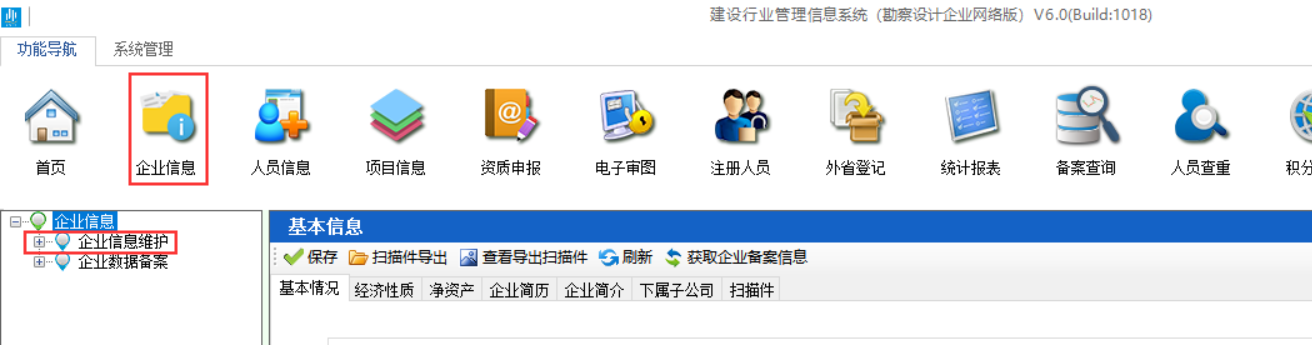 建设行业管理信息系统（勘察设计企业网络版）V6.0(Build:1018)
功能导航 系统管理
首页 企业信息 人员信息 项目信息 资质申报 电子审图 注册人员 外省登记 统计报表 备案查询 人员查重 积分
企业信息
企业信息维护
企业数据备案
基本信息
保存 扫描件导出 查看导出扫描件 刷新 获取企业备案信息
基本情况 经济性质 净资产 企业简历 企业简介 下属子公司 扫描件